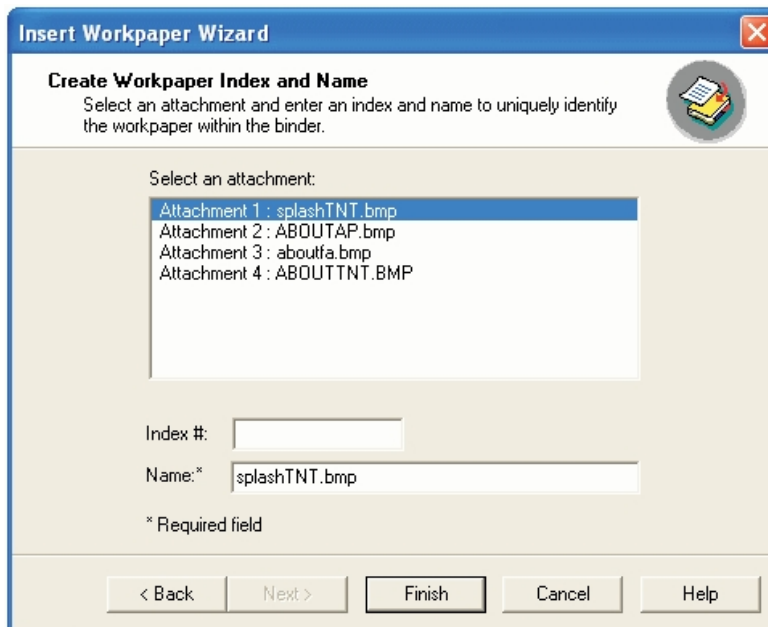 Insert Workpaper Wizard
Create Workpaper Index and Name
Select an attachment and enter an index and name to uniquely identify
the workpaper within the binder.
Select an attachment:
Attachment 1 : splashTNT.bmp
Attachment 2 : ABOUTAP.bmp
Attachment 3 : aboutfa.bmp
Attachment 4 : ABOUTTNT.BMP
Index #:
Name:* splashTNT.bmp
* Required field
< Back Next > Finish Cancel Help